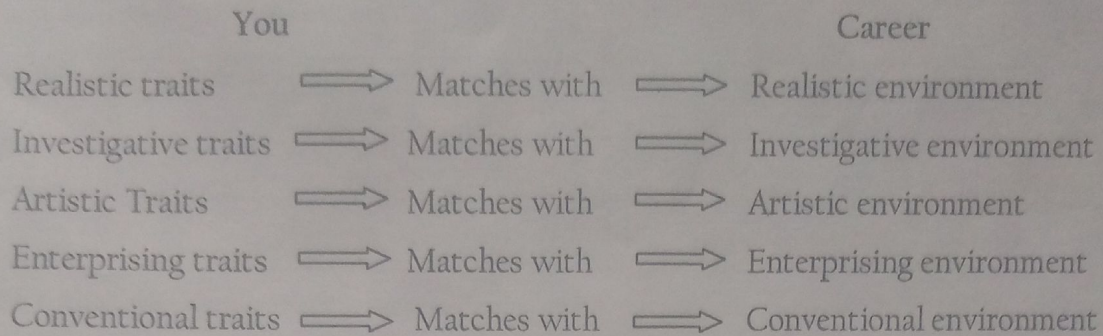 You Career
Realistic traits Matches with Realistic environment
Investigative traits Matches with Investigative environment
Artistic Traits Matches with Artistic environment
Enterprising traits Matches with Enterprising environment
Conventional traits Matches with Conventional environment